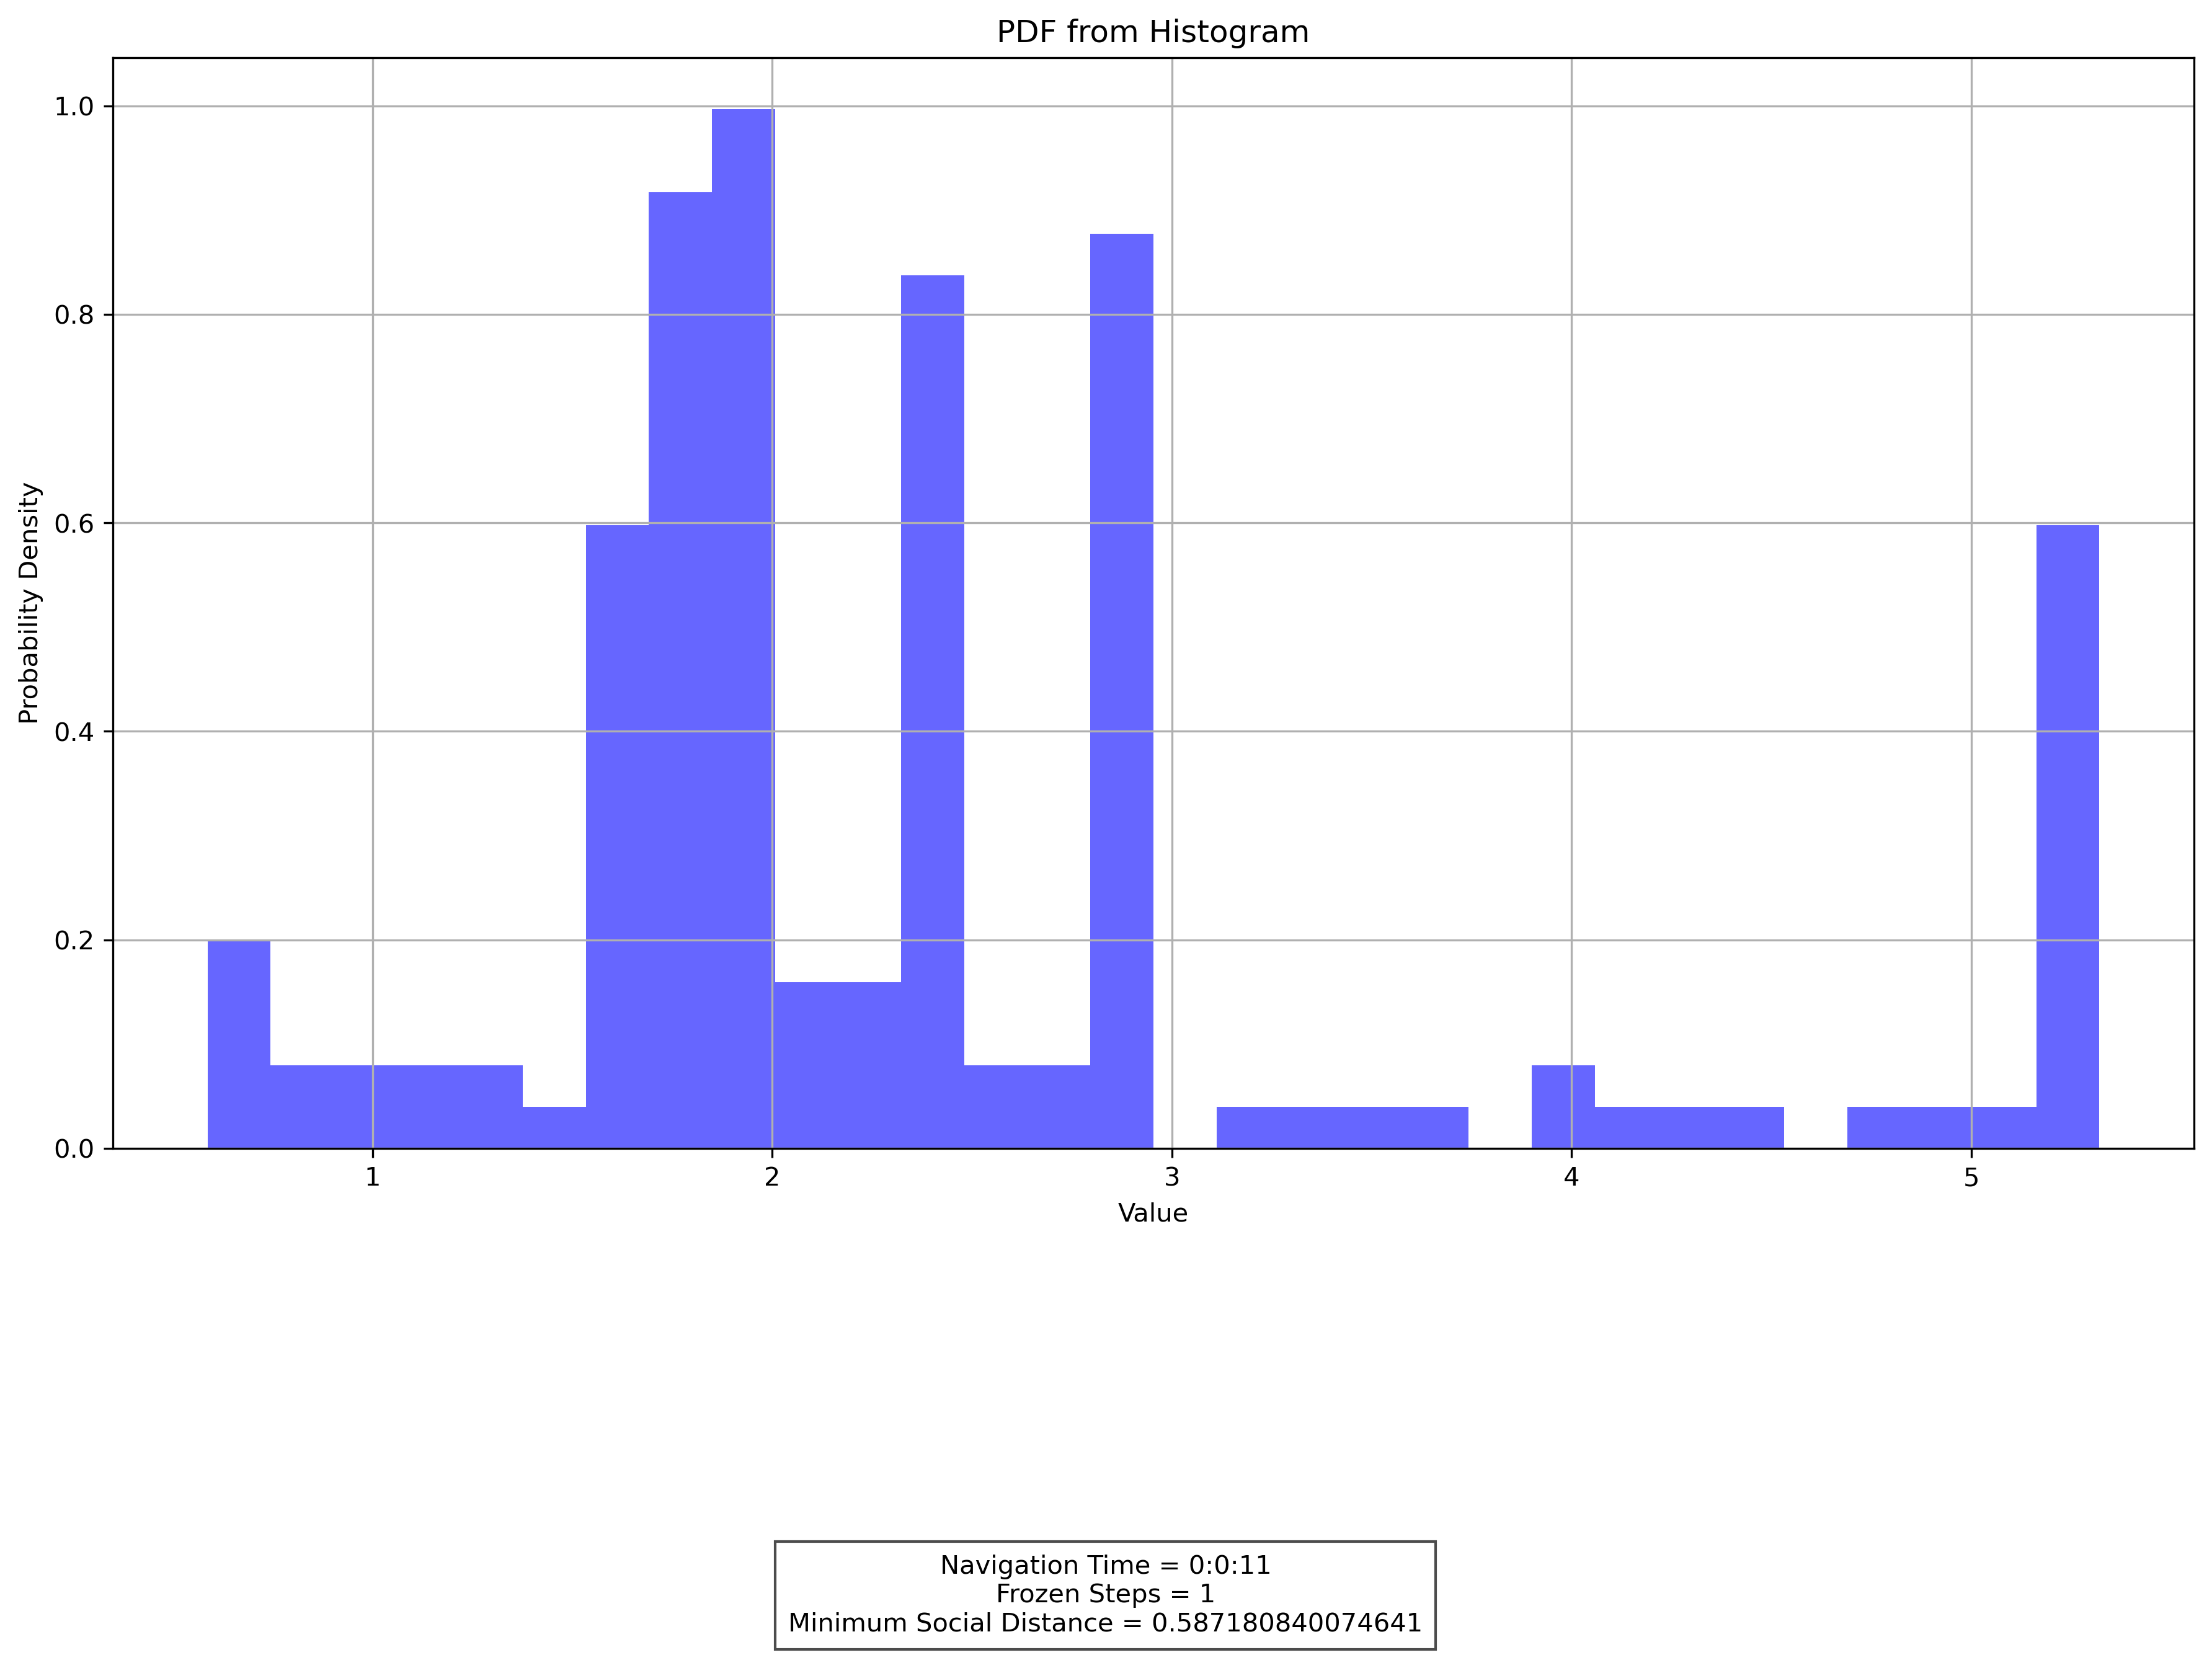 PDF from Histogram
1.0
0.8
0.6
0.4
0.2
0.0
Probability Density
1 2 3 4 5
Value
Navigation Time = 0:0:11
Frozen Steps = 1
Minimum Social Distance = 0.587180840074641